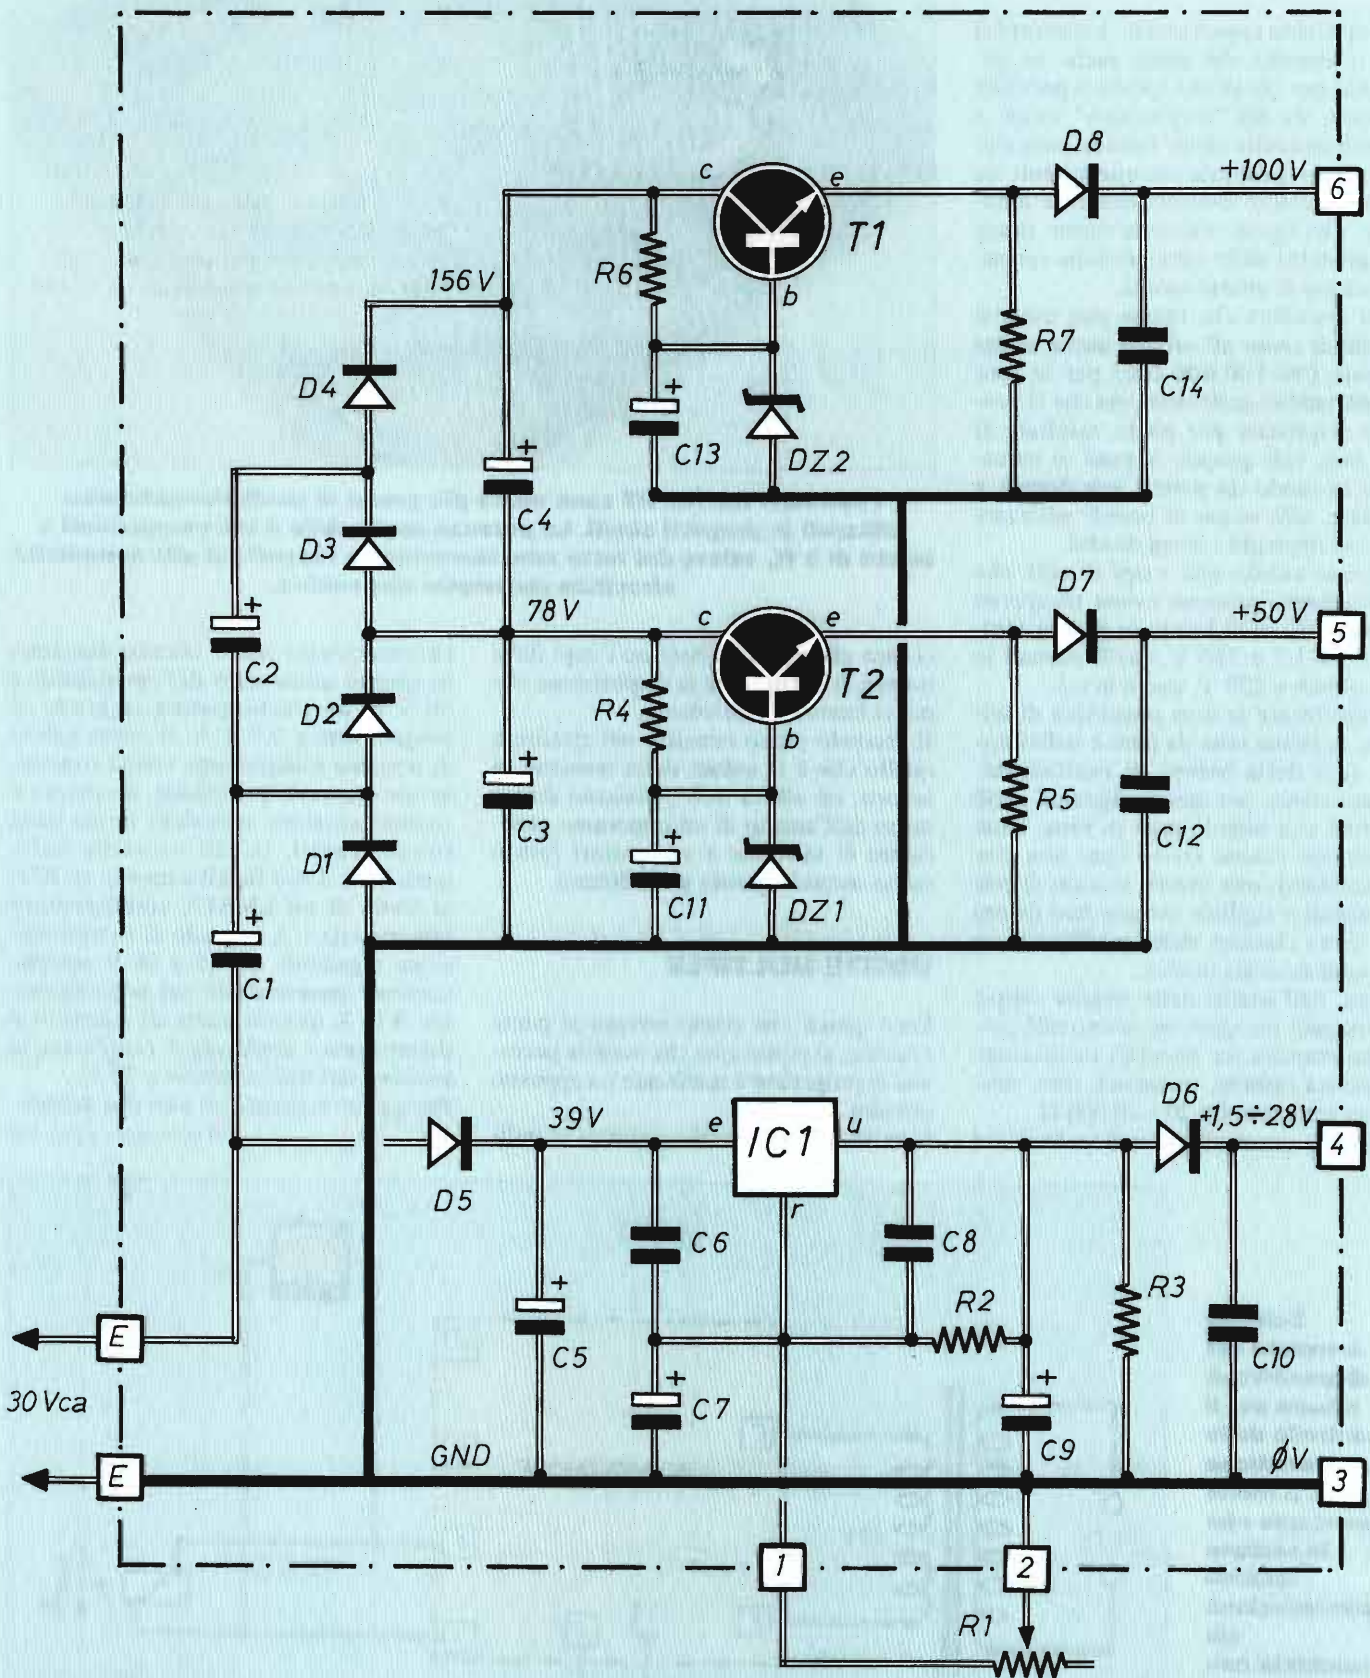 D8
+100V
6
c
e
T1
R6
b
156V
R7
D4
+
C13
DZ2
C14
+
C4
D3
D7
+
C2
78V
c
e
+50V
5
T2
D2
R4
b
+
C3
R5
C12
D1
+
C11
DZ1
+
C1
D6
39V
e
IC1
u
+1,5÷28V
4
D5
r
C6
C8
R2
R3
+
C5
C10
E
+
C7
+
C9
30Vca
GND
øV
E
3
1
2
R1